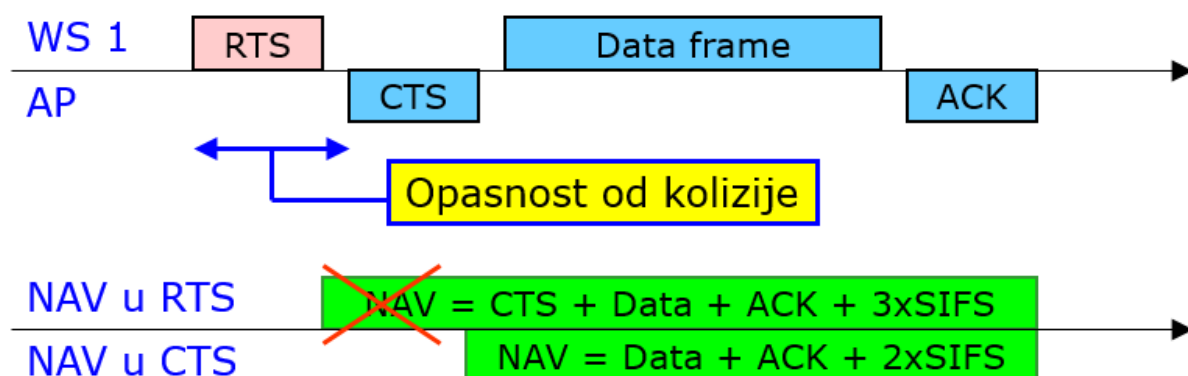 WS 1
RTS
Data frame
AP
CTS
ACK
Opasnost od kolizije
NAV u RTS
NAV = CTS + Data + ACK + 3xSIFS
NAV u CTS
NAV = Data + ACK + 2xSIFS